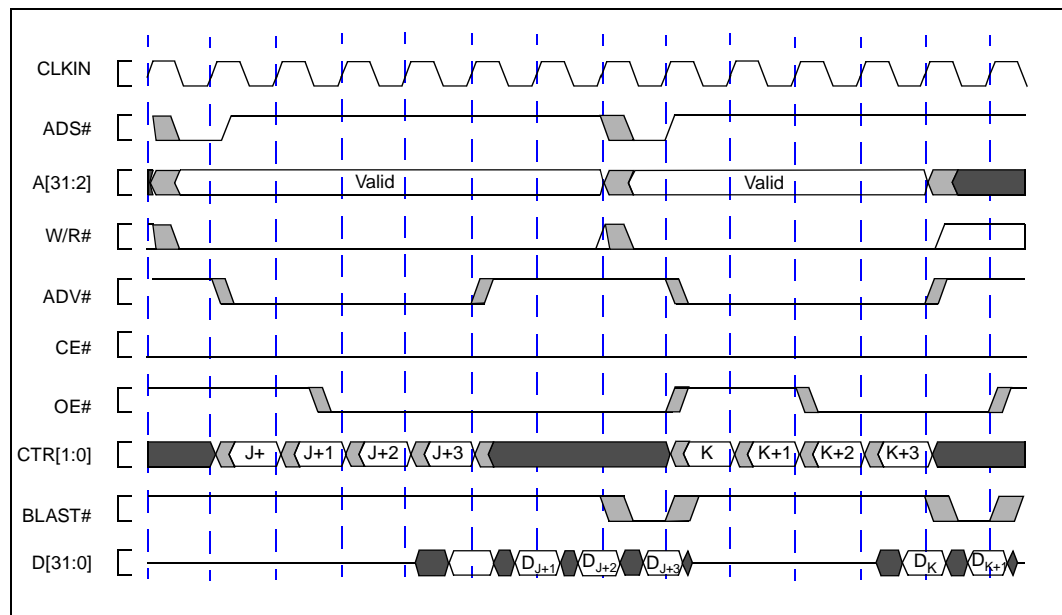 CLKIN
ADS#
A[31:2] Valid Valid
W/R#
ADV#
CE#
OE#
CTR[1:0] J+ J+1 J+2 J+3 K K+1 K+2 K+3
BLAST#
D[31:0] DJ+1 DJ+2 DJ+3 DK DK+1